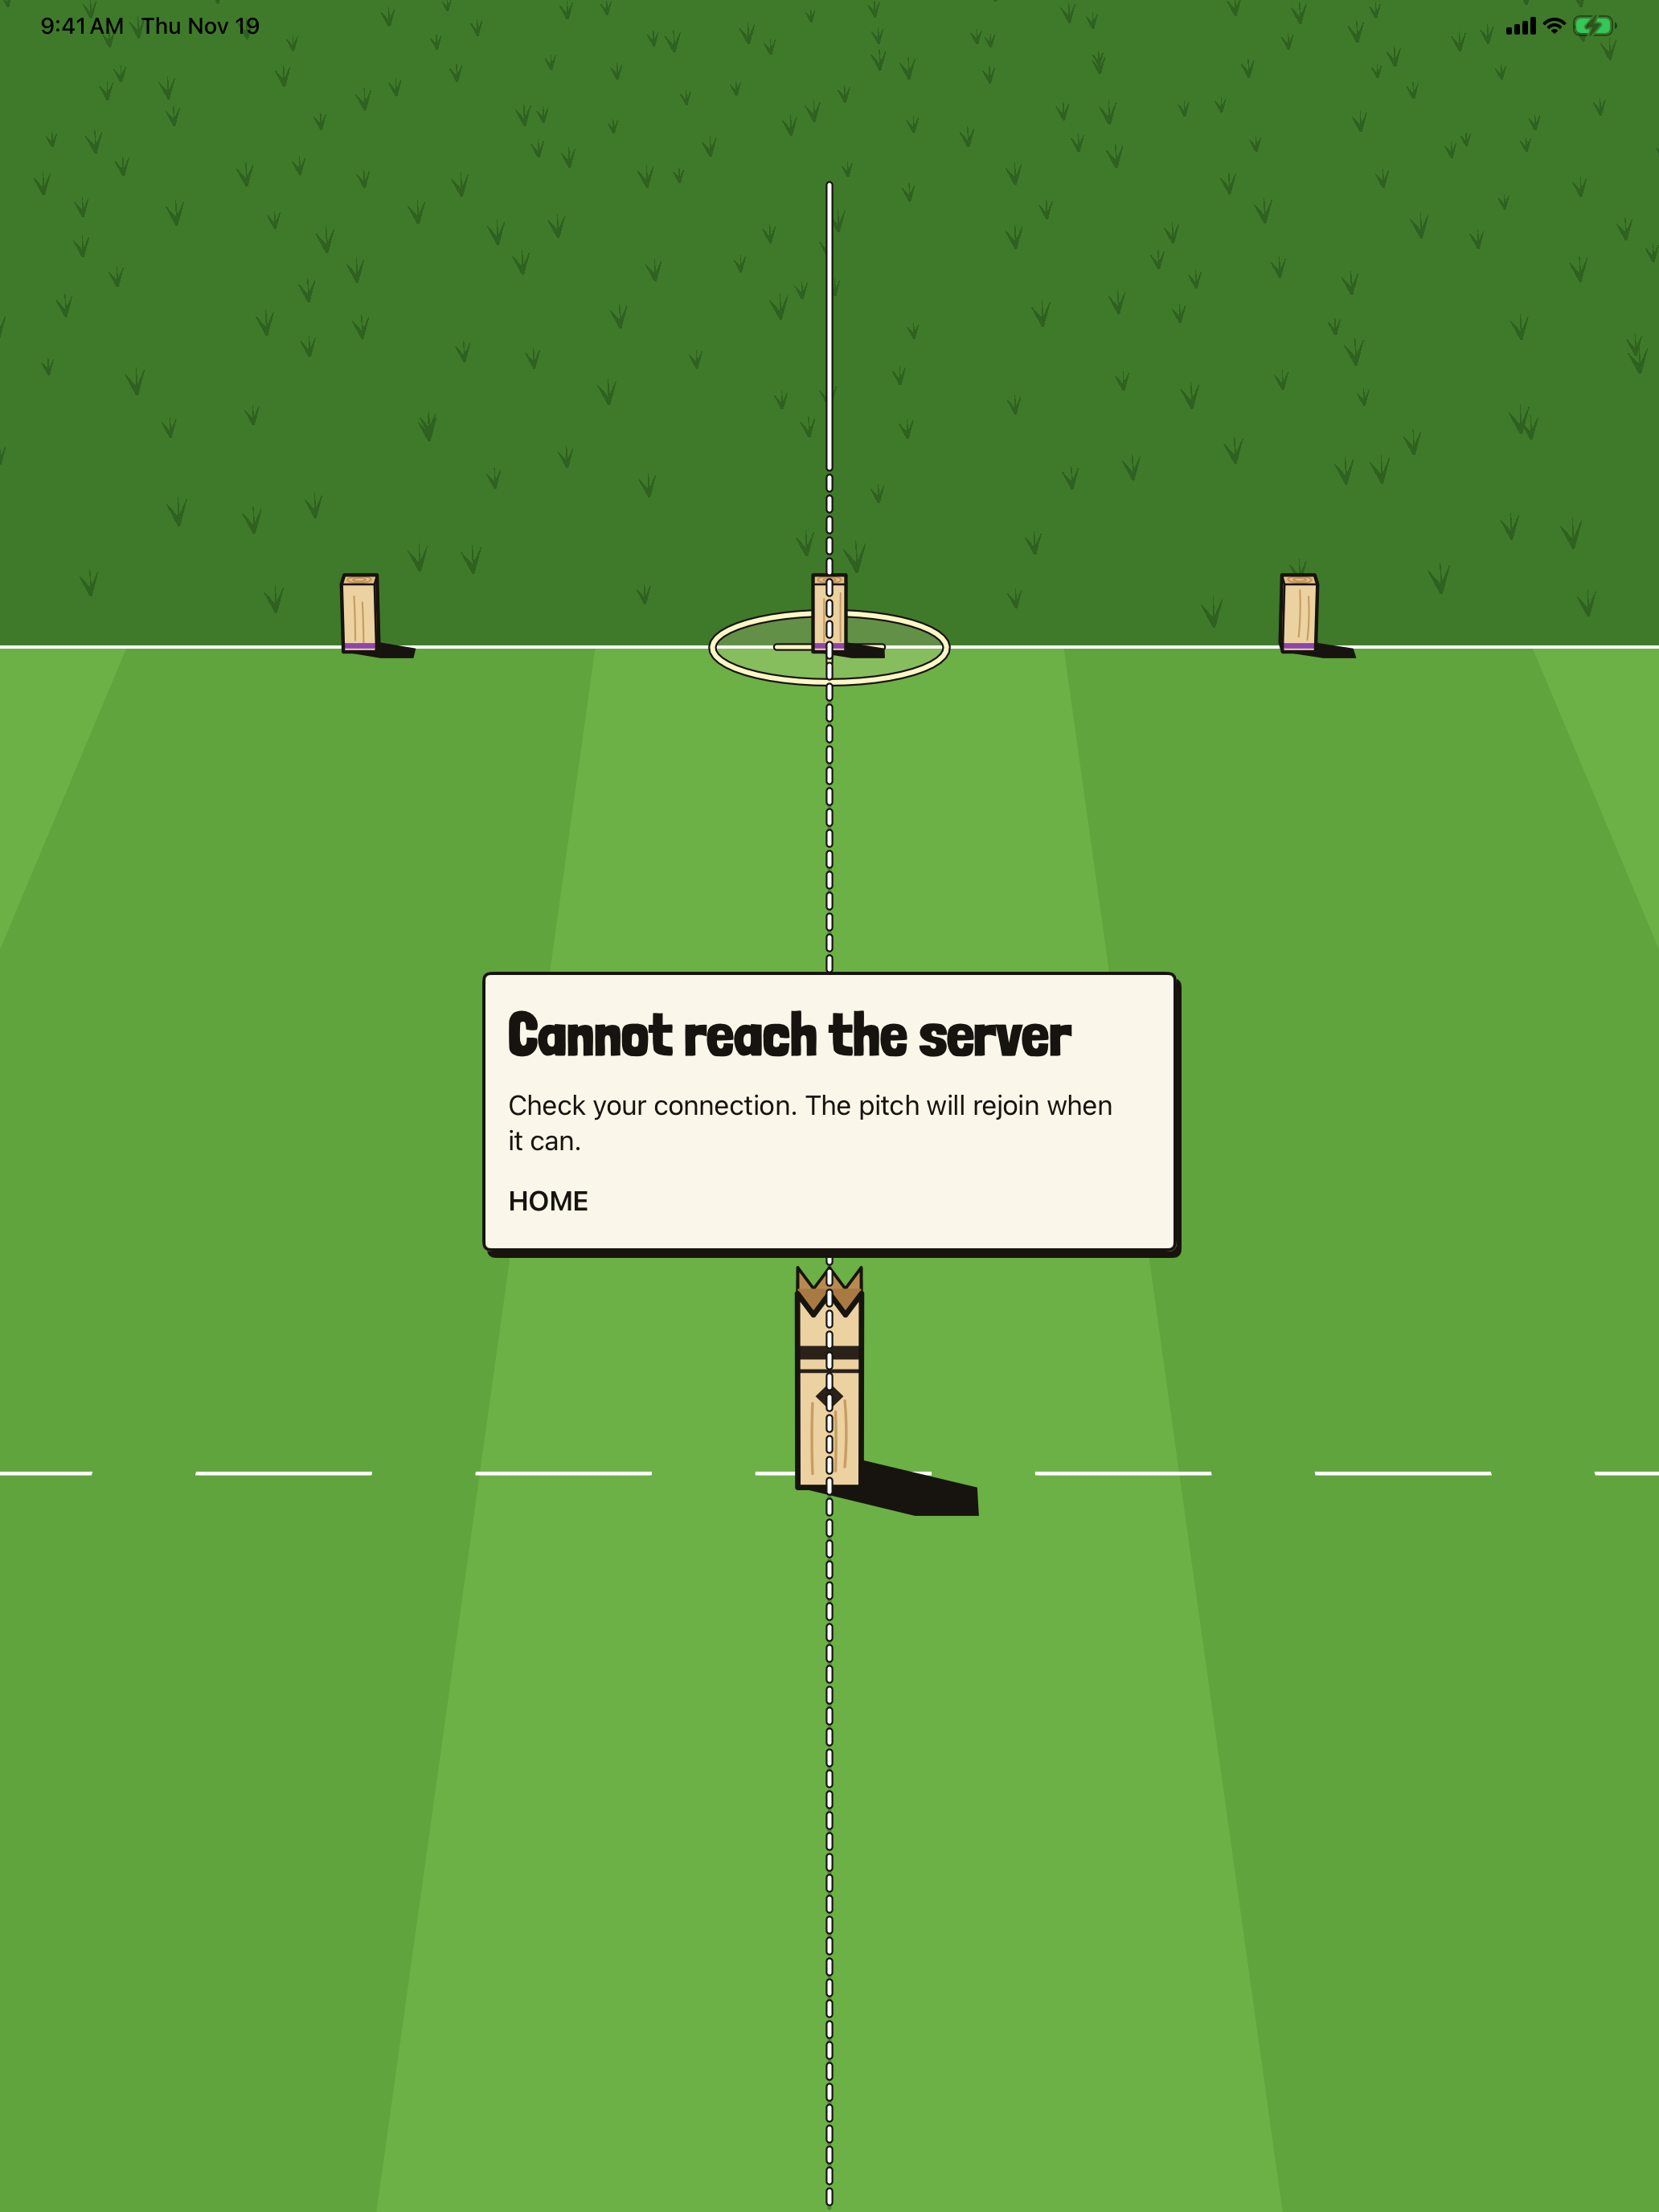 9:41 AM Thu Nov 19
Cannot reach the server
Check your connection. The pitch will rejoin when
it can.
HOME